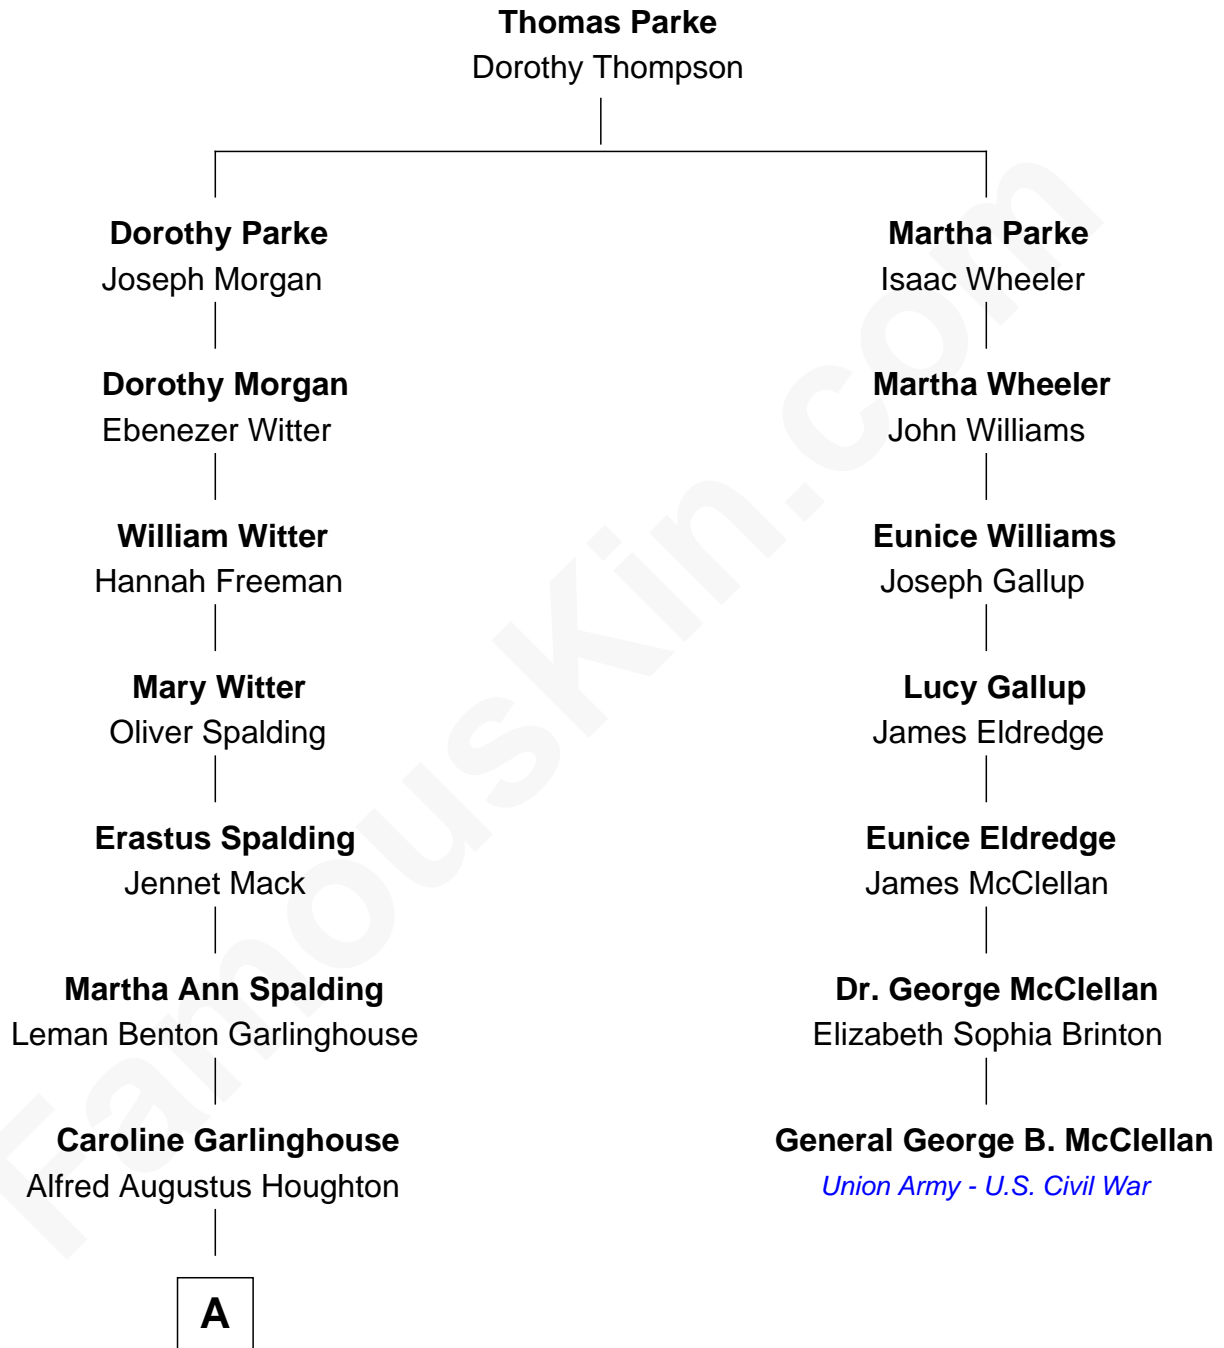 Thomas Parke
Dorothy Thompson
Dorothy Parke
Joseph Morgan
Martha Parke
Isaac Wheeler
Dorothy Morgan
Ebenezer Witter
Martha Wheeler
John Williams
William Witter
Hannah Freeman
Eunice Williams
Joseph Gallup
Mary Witter
Oliver Spalding
Lucy Gallup
James Eldredge
Erastus Spalding
Jennet Mack
Eunice Eldredge
James McClellan
Martha Ann Spalding
Leman Benton Garlinghouse
Dr. George McClellan
Elizabeth Sophia Brinton
Caroline Garlinghouse
Alfred Augustus Houghton
General George B. McClellan
Union Army - U.S. Civil War
A
FamousKin.com